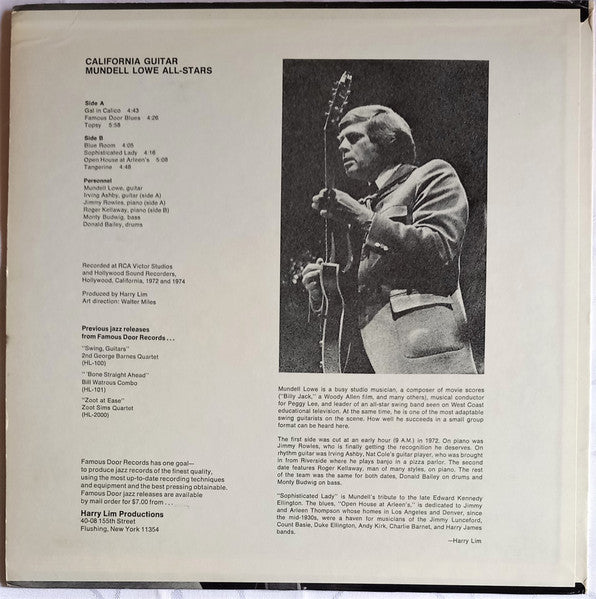 CALIFORNIA GUITAR
MUNDELL LOWE ALL-STARS
Side A
Gal in Calico 4:43
Famous Door Blues 4:26
Topsy 5:58
Side B
Blue Room 4:05
Sophisticated Lady 4:16
Open House at Arleen's 5:08
Tangerine 4:48
Personnel
Mundell Lowe, guitar
Irving Ashby, guitar (side A)
Jimmy Rowles, piano (side A)
Roger Kellaway, piano (side B)
Monty Budwig, bass
Donald Bailey, drums
Recorded at RCA Victor Studios
and Hollywood Sound Recorders,
Hollywood, California, 1972 and 1974
Produced by Harry Lim
Art direction: Walter Miles
Previous jazz releases
from Famous Door Records . . .
"Swing, Guitars"
2nd George Barnes Quartet
(HL-100)
"'Bone Straight Ahead"
Bill Watrous Combo
(HL-101)
"Zoot at Ease"
Zoot Sims Quartet
(HL-2000)
Famous Door Records has one goal—
to produce jazz records of the finest quality,
using the most up-to-date recording techniques
and equipment and the best pressing obtainable.
Famous Door jazz releases are available
by mail order for $7.00 from . . .
Harry Lim Productions
40-08 155th Street
Flushing, New York 11354
Mundell Lowe is a busy studio musician, a composer of movie scores
("Billy Jack," a Woody Allen film, and many others), musical conductor
for Peggy Lee, and leader of an all-star swing band seen on West Coast
educational television. At the same time, he is one of the most adaptable
swing guitarists on the scene. How well he succeeds in a small group
format can be heard here.
The first side was cut at an early hour (9 A.M.) in 1972. On piano was
Jimmy Rowles, who is finally getting the recognition he deserves. On
rhythm guitar was Irving Ashby, Nat Cole's guitar player, who was brought
in from Riverside where he plays banjo in a pizza parlor. The second
date features Roger Kellaway, man of many styles, on piano. The rest
of the team was the same for both dates, Donald Bailey on drums and
Monty Budwig on bass.
"Sophisticated Lady" is Mundell's tribute to the late Edward Kennedy
Ellington. The blues, "Open House at Arleen's," is dedicated to Jimmy
and Arleen Thompson whose homes in Los Angeles and Denver, since
the mid-1930s, were a haven for musicians of the Jimmy Lunceford,
Count Basie, Duke Ellington, Andy Kirk, Charlie Barnet, and Harry James
bands.
—Harry Lim